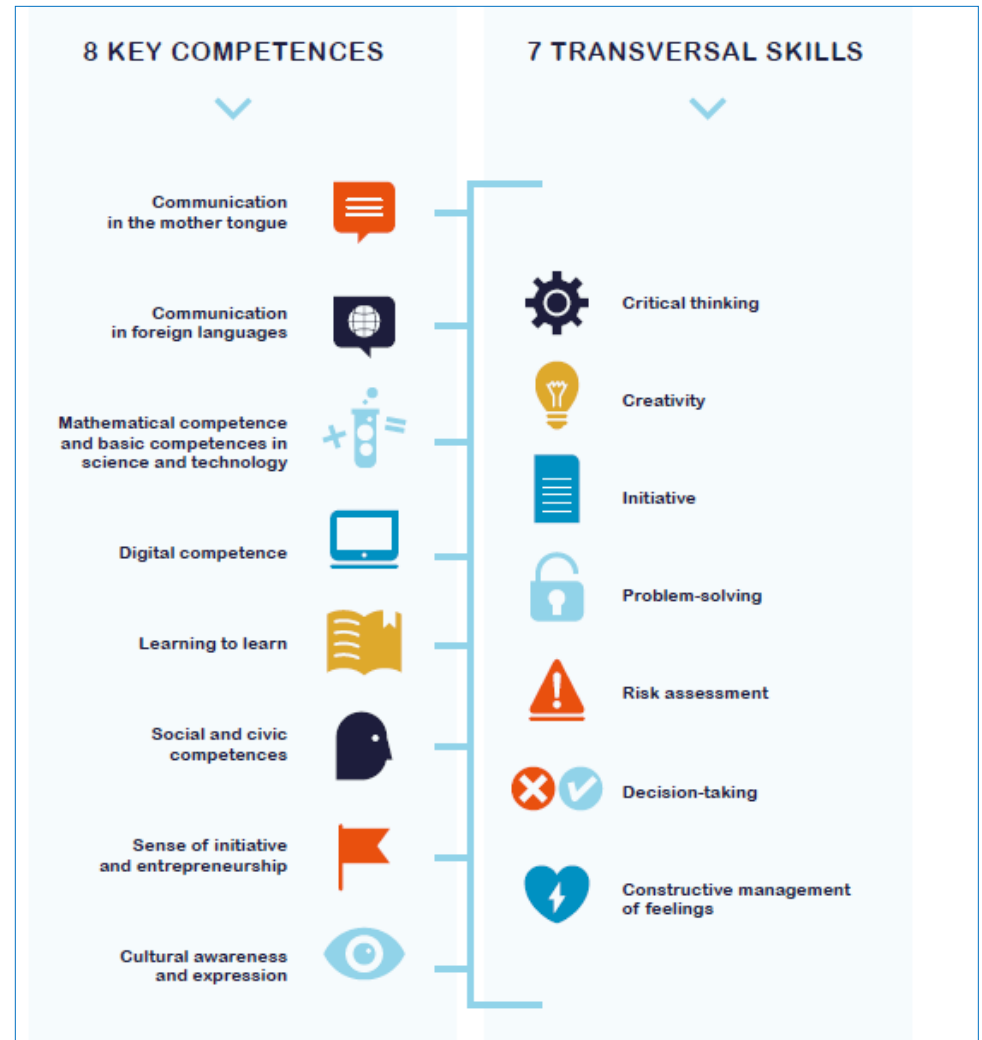 8 KEY COMPETENCES
Communication
in the mother tongue
Communication
in foreign languages
Mathematical competence
and basic competences in
science and technology
Digital competence
Learning to learn
Social and civic
competences
Sense of initiative
and entrepreneurship
Cultural awareness
and expression
7 TRANSVERSAL SKILLS
Critical thinking
Creativity
Initiative
Problem-solving
Risk assessment
Decision-taking
Constructive management
of feelings